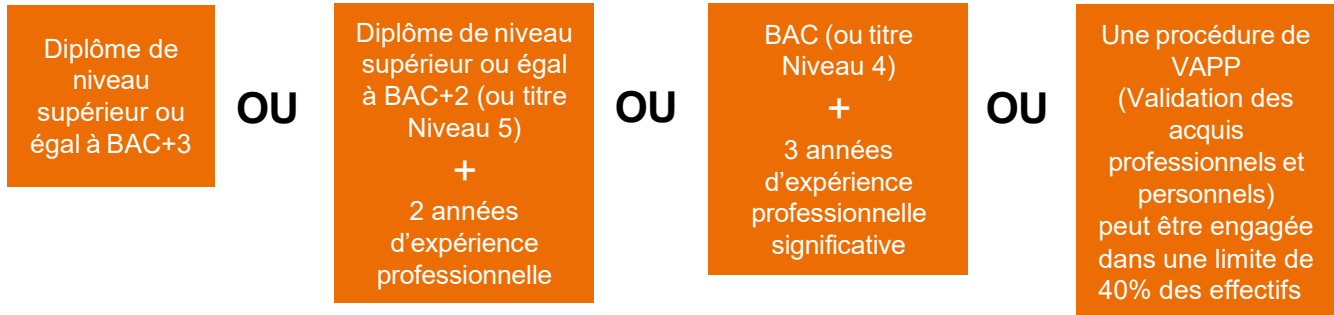 Diplôme de
niveau
supérieur ou
égal à BAC+3
OU
Diplôme de niveau
supérieur ou égal
à BAC+2 (ou titre
Niveau 5)
+
2 années
d’expérience
professionnelle
OU
BAC (ou titre
Niveau 4)
+
3 années
d’expérience
professionnelle
significative
OU
Une procédure de
VAPP
(Validation des
acquis
professionnels et
personnels)
peut être engagée
dans une limite de
40% des effectifs